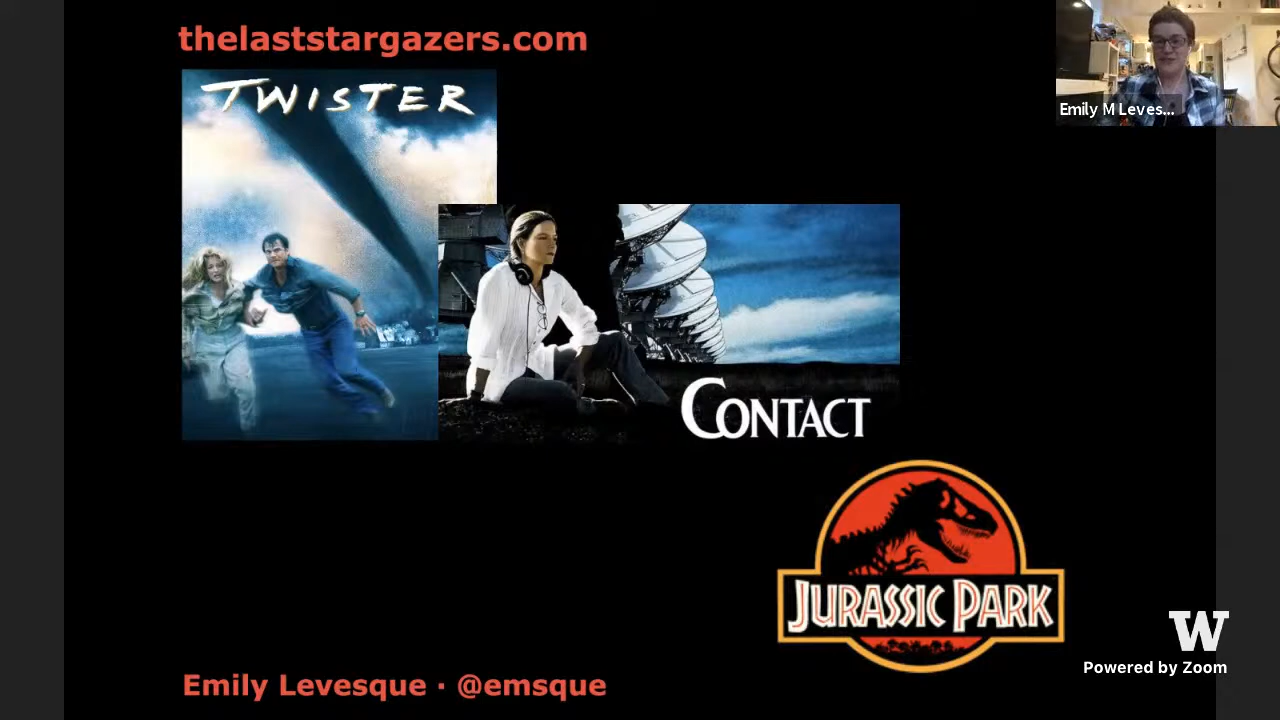 thelaststargazers.com
TWISTER
Emily M Leves...
CONTACT
JURASSIC PARK
W
Powered by Zoom
Emily Levesque · @emsque